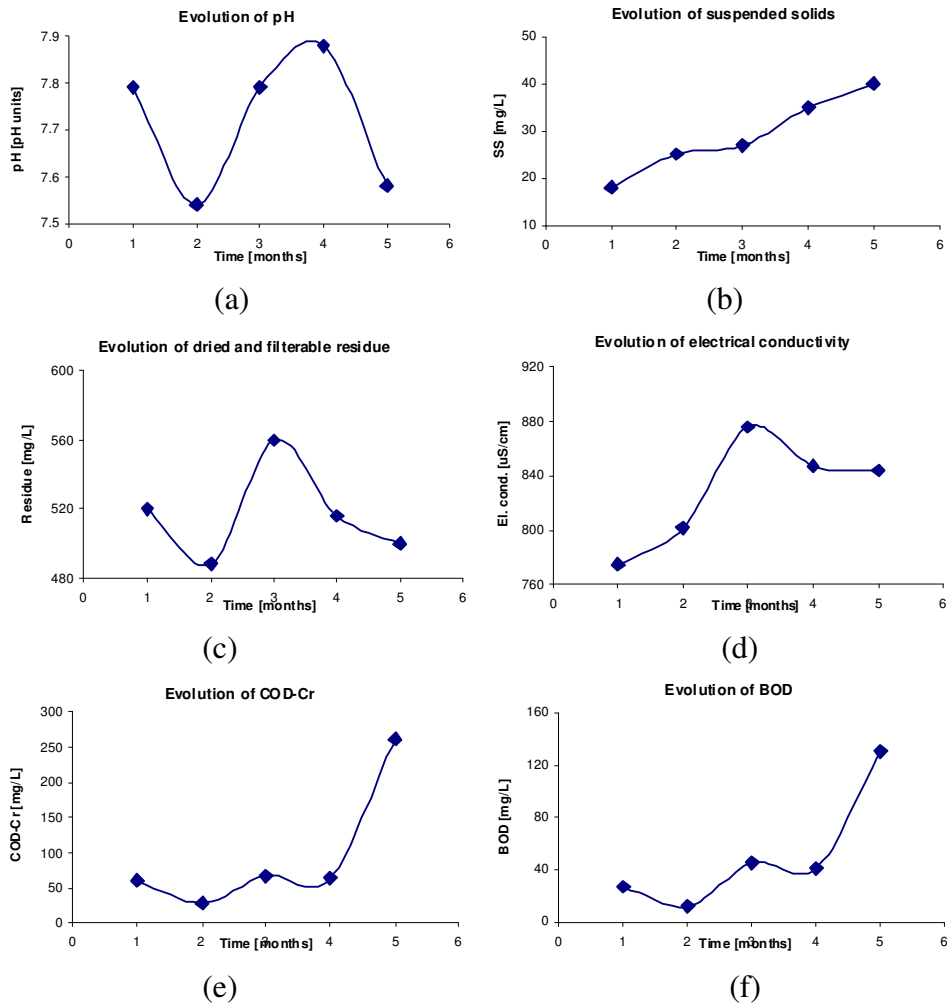 Evolution of pH
7.9
7.8
7.7
7.6
7.5
pH [pH units]
0 1 2 3 4 5 6
Time [months]
(a)
Evolution of suspended solids
50
40
30
20
10
SS [mg/L]
0 1 2 3 4 5 6
Time [months]
(b)
Evolution of dried and filterable residue
600
560
520
480
Residue [mg/L]
0 1 2 3 4 5 6
Time [months]
(c)
Evolution of electrical conductivity
920
880
840
800
760
El. cond. [uS/cm]
0 1 2 3 4 5 6
Time [months]
(d)
Evolution of COD-Cr
300
250
200
150
100
50
0
COD-Cr [mg/L]
0 1 2 3 4 5 6
Time [months]
(e)
Evolution of BOD
160
120
80
40
0
BOD [mg/L]
0 1 2 3 4 5 6
Time [months]
(f)